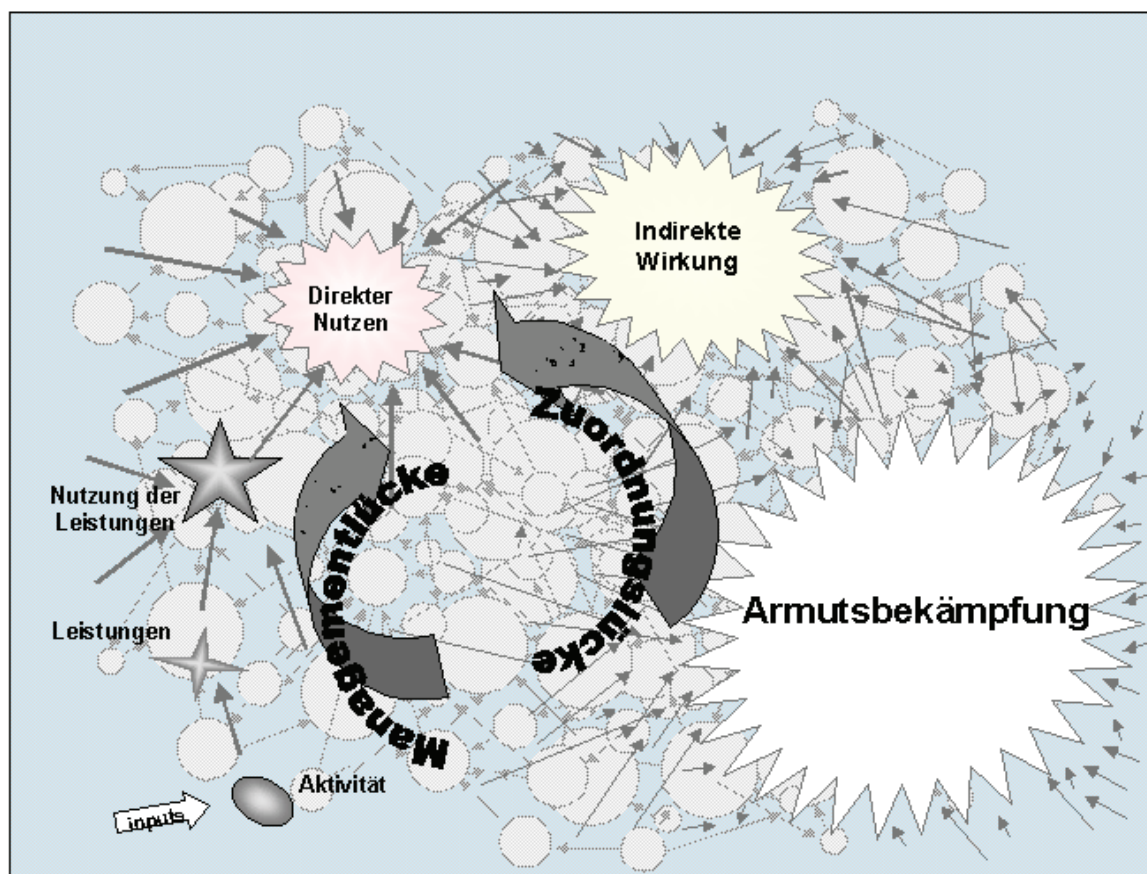 Indirekte
Wirkung
Direkter
Nutzen
Zuordnungslücke
Managementlücke
Nutzung der
Leistungen
Armutsbekämpfung
Leistungen
Aktivität
inputs